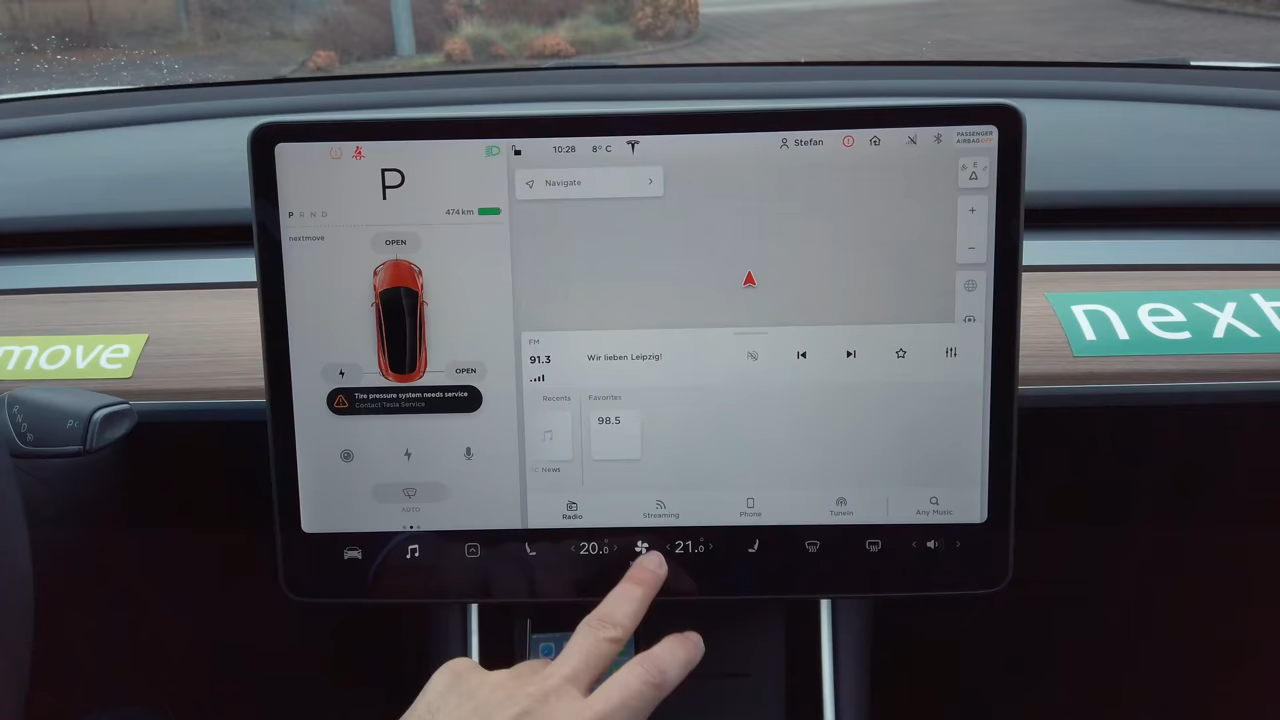 10:28
8° C
Stefan
PASSENGER
AIRBAG OFF
P
P R N D
474 km
nextmove
OPEN
OPEN
Tire pressure system needs service
Contact Tesla Service
AUTO
Navigate
E
FM
91.3
Wir lieben Leipzig!
Recents
Favorites
98.5
News
Radio
Streaming
Phone
TuneIn
Any Music
20.0
21.0
move
next
R
N
D
P